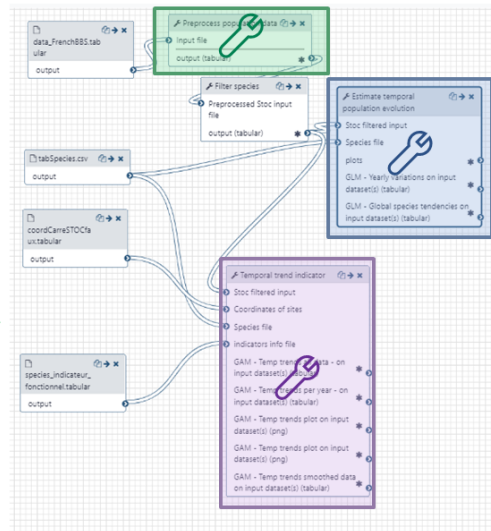 data_FrenchBBS.tab
ular
output
Preprocess population data
input file
output (tabular)
Filter species
Preprocessed Stoc input
file
output (tabular)
Estimate temporal
population evolution
Stoc filtered input
Species file
plots
GLM - Yearly variations on input
dataset(s) (tabular)
GLM - Global species tendencies on
input dataset(s) (tabular)
tabSpecies.csv
output
coordCarreSTOCfa
ux.tabular
output
species_indicateur_
fonctionnel.tabular
output
Temporal trend indicator
Stoc filtered input
Coordinates of sites
Species file
indicators info file
GAM - Temp trends data - on
input dataset(s) (tabular)
GAM - Temp trends per year - on
input dataset(s) (tabular)
GAM - Temp trends plot on input
dataset(s) (png)
GAM - Temp trends plot on input
dataset(s) (png)
GAM - Temp trends smoothed data
on input dataset(s) (tabular)